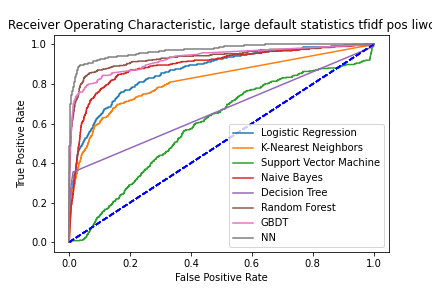 Receiver Operating Characteristic, large default statistics tfidf pos liwc
1.0
0.8
0.6
0.4
0.2
0.0
True Positive Rate
Logistic Regression
K-Nearest Neighbors
Support Vector Machine
Naive Bayes
Decision Tree
Random Forest
GBDT
NN
0.0 0.2 0.4 0.6 0.8 1.0
False Positive Rate